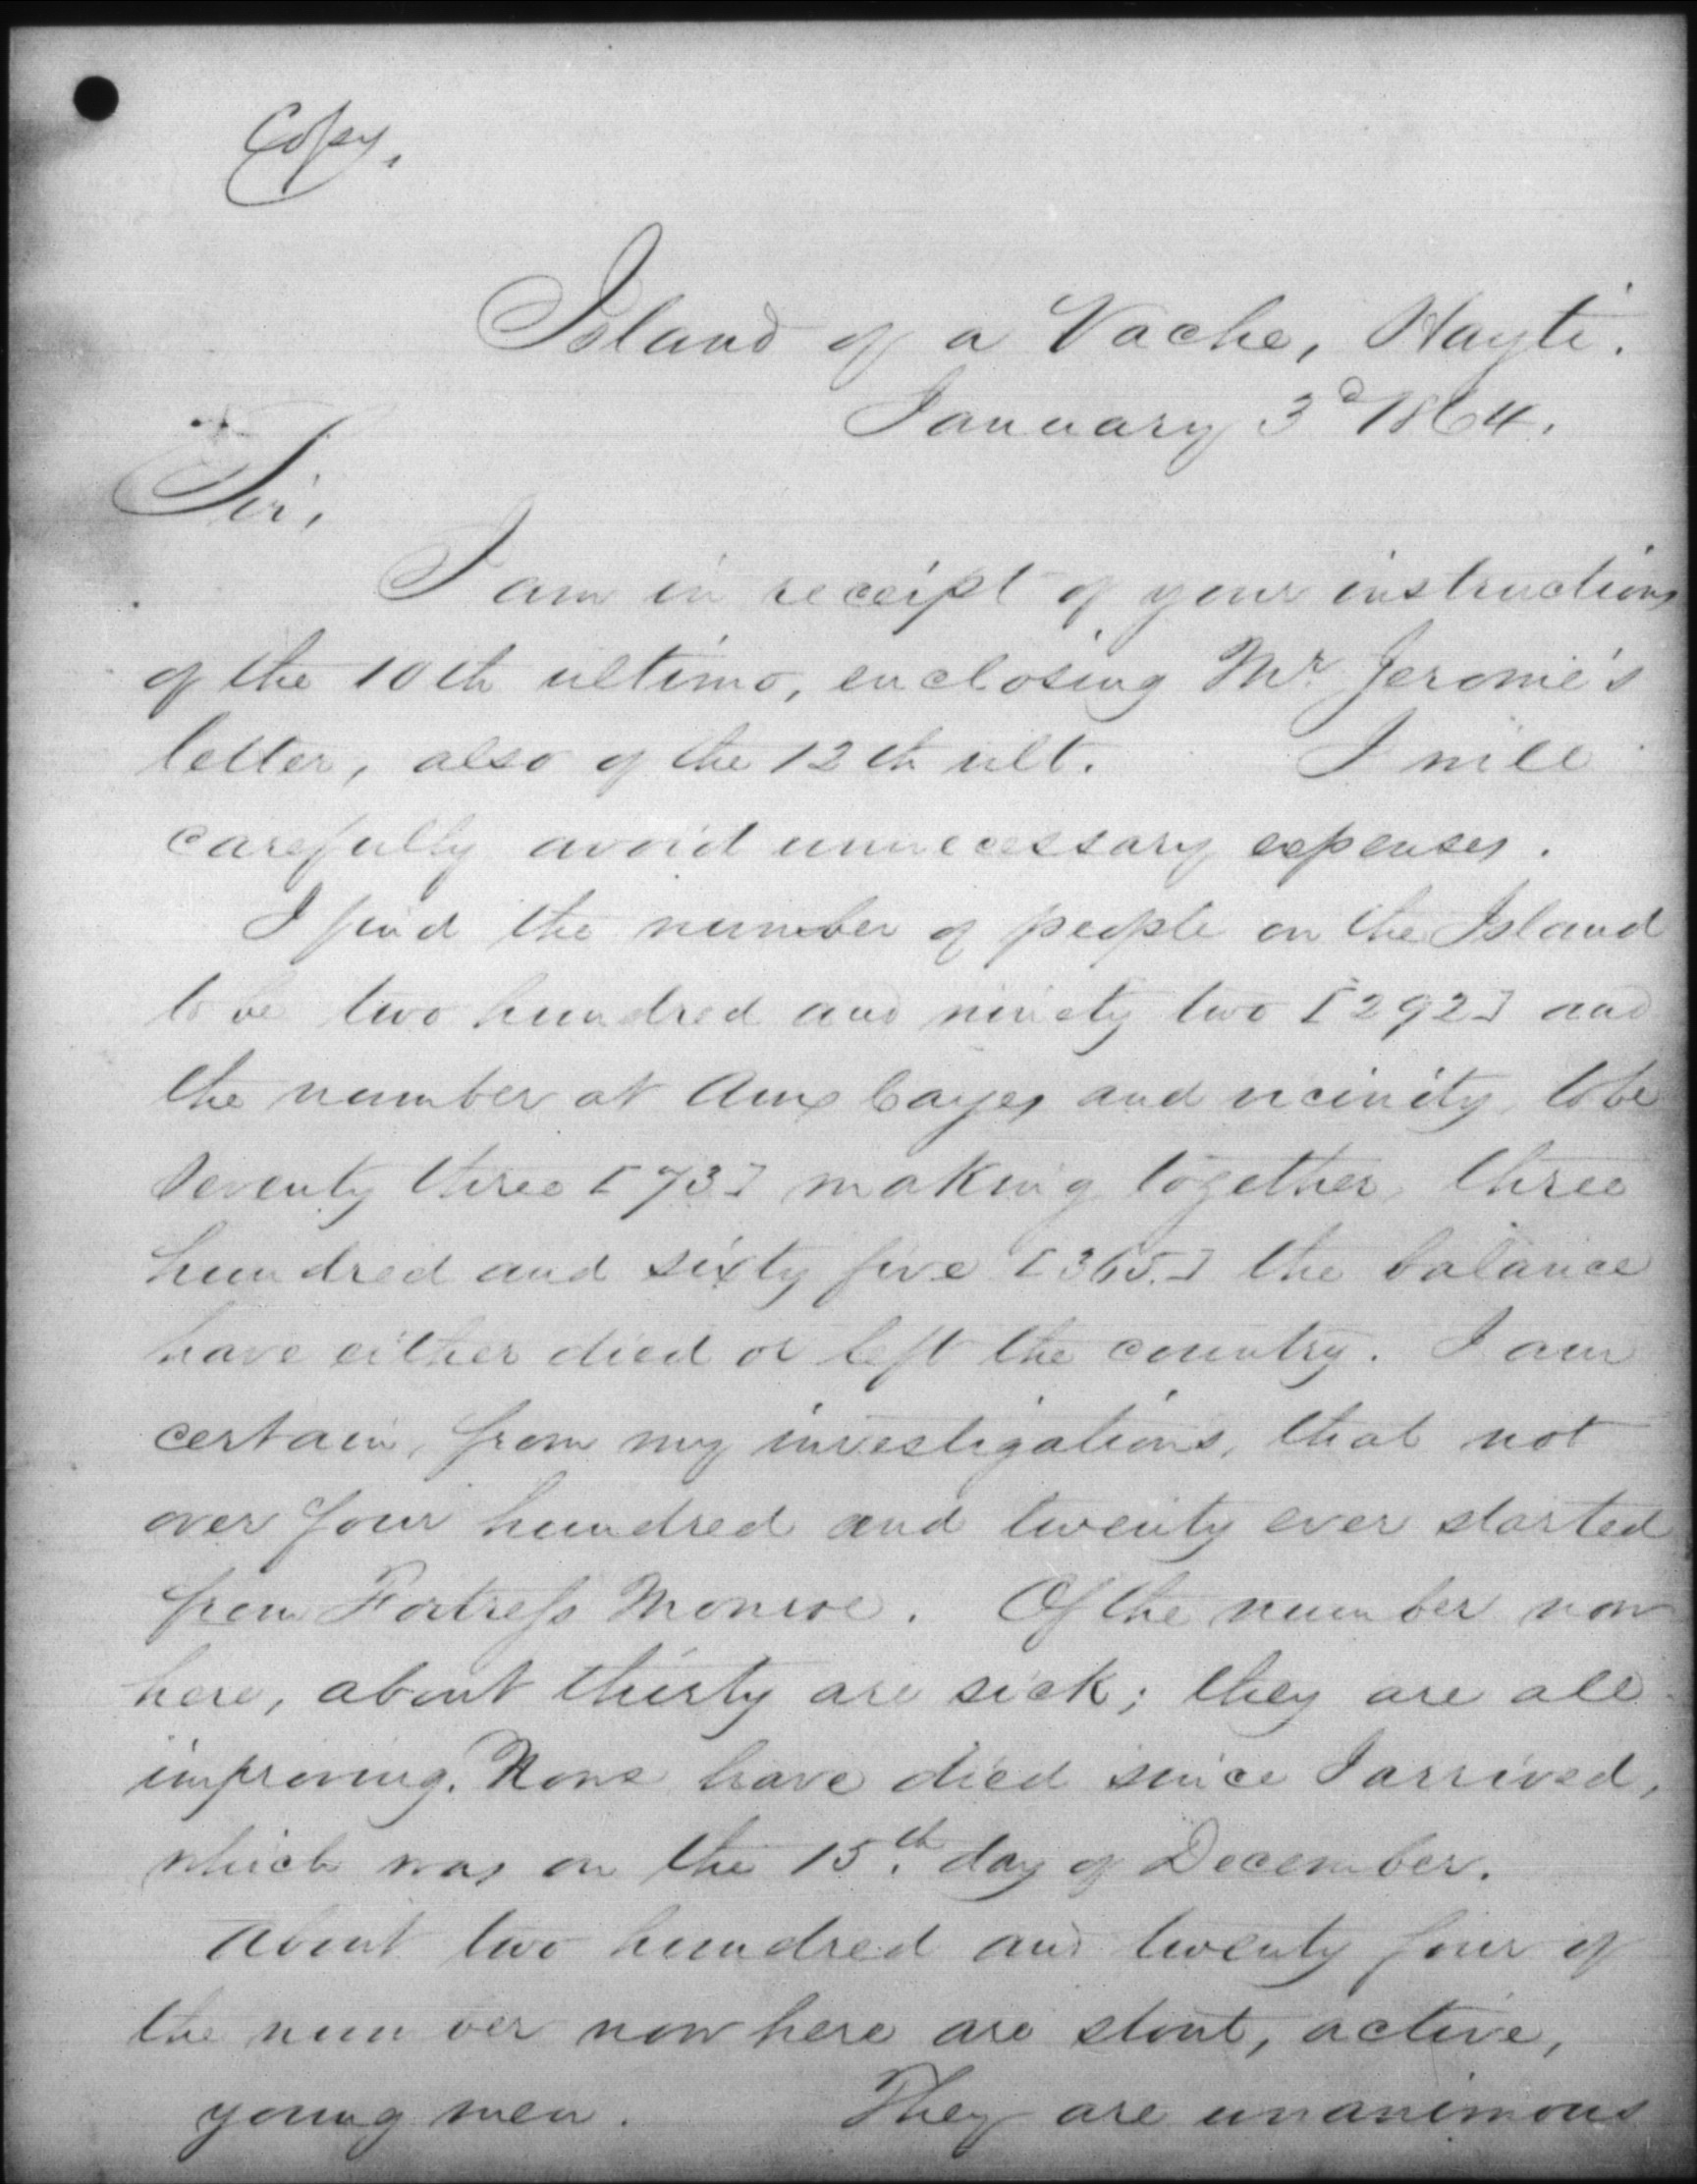 Copy.
Island of a Vache, Hayti.
January 3d 1864.
Sir,
I am in receipt of your instructions
of the 10th ultimo, enclosing Mr Jerome's
letter, also of the 12th ult. I will
carefully avoid unnecessary expenses.
I find the number of people on the Island
to be two hundred and ninety two [292] and
the number at Aux Cayes and vicinity, to be
Seventy three [73] making together, three
hundred and sixty five [365.] the balance
have either died or left the country. I am
certain, from my investigations, that not
over four hundred and twenty ever started
from Fortress Monroe. Of the number now
here, about thirty are sick; they are all
improving. None have died since I arrived,
which was on the 15th day of December.
About two hundred and twenty four of
the number now here are stout, active,
young men. They are unanimous